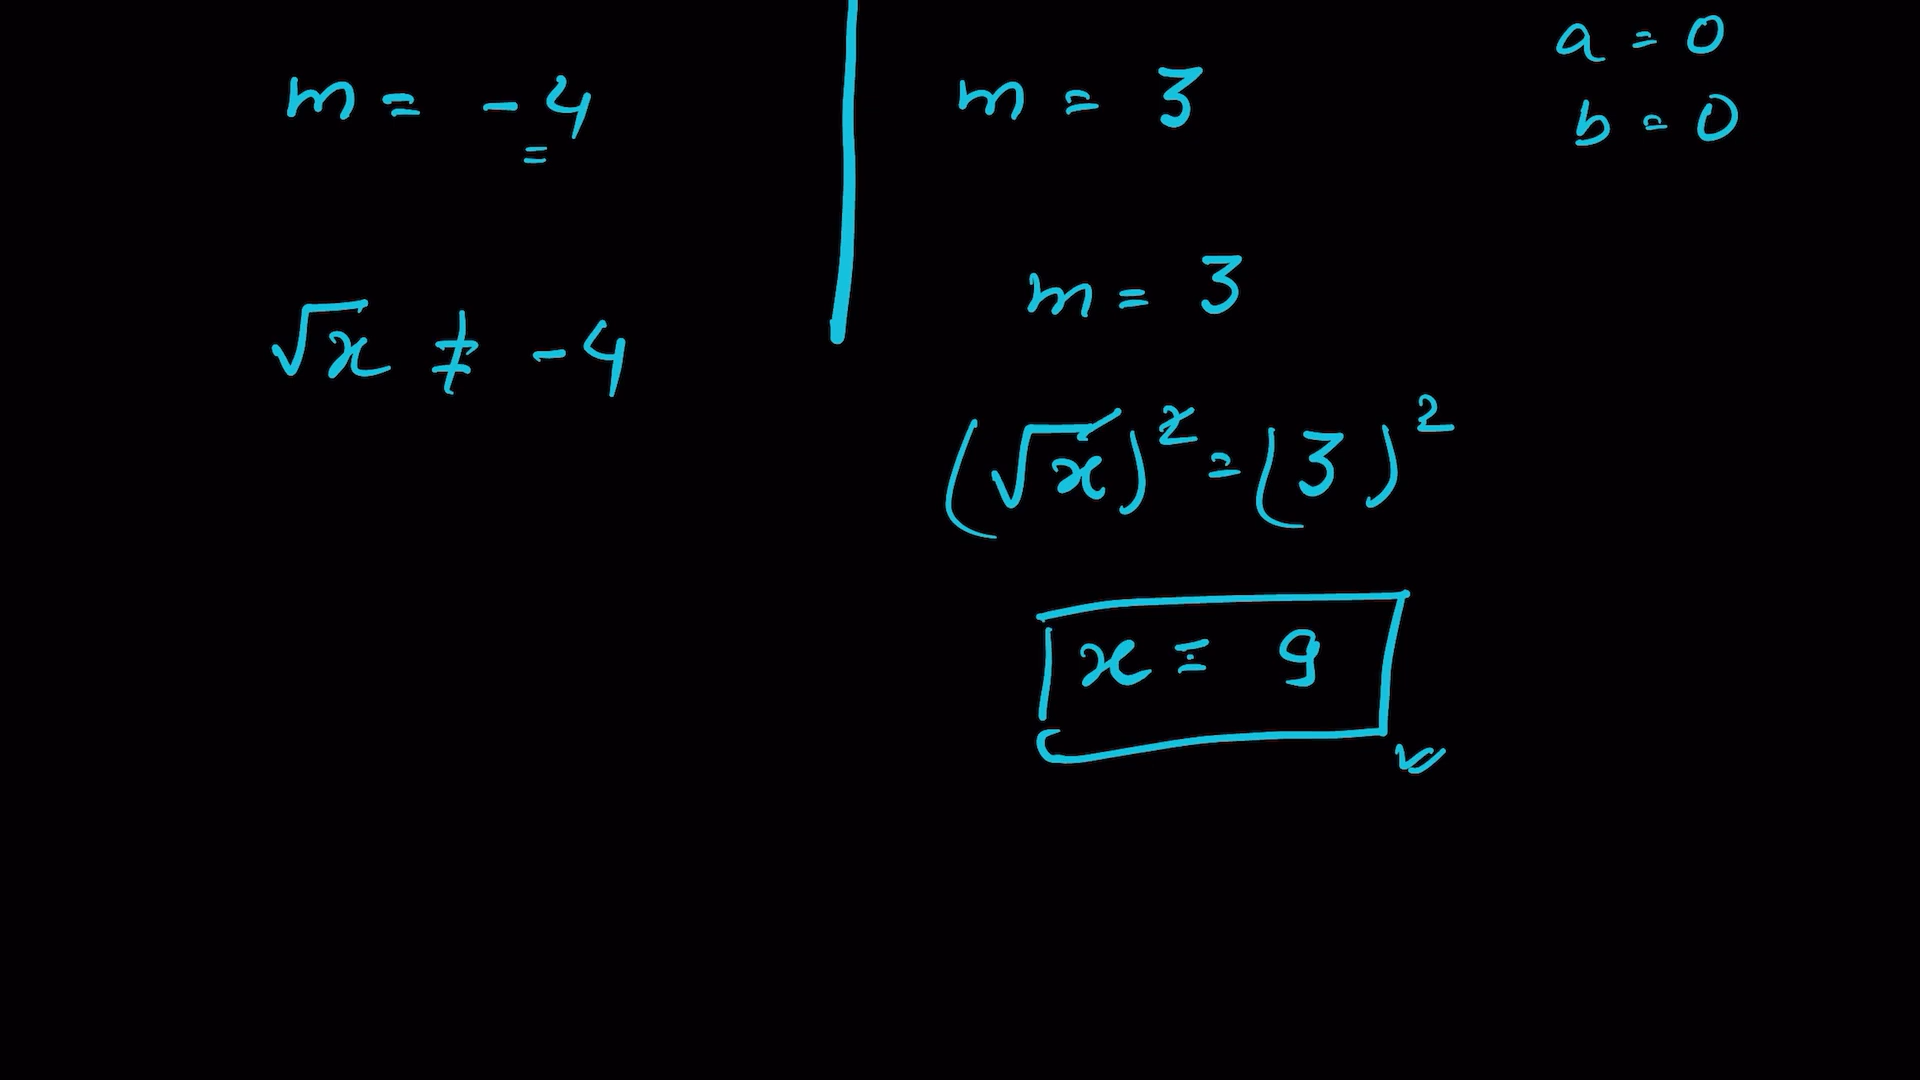 m = -4
=
√x ≠ -4
m = 3
m = 3
(√x)² = (3)²
x = 9
a = 0
b = 0